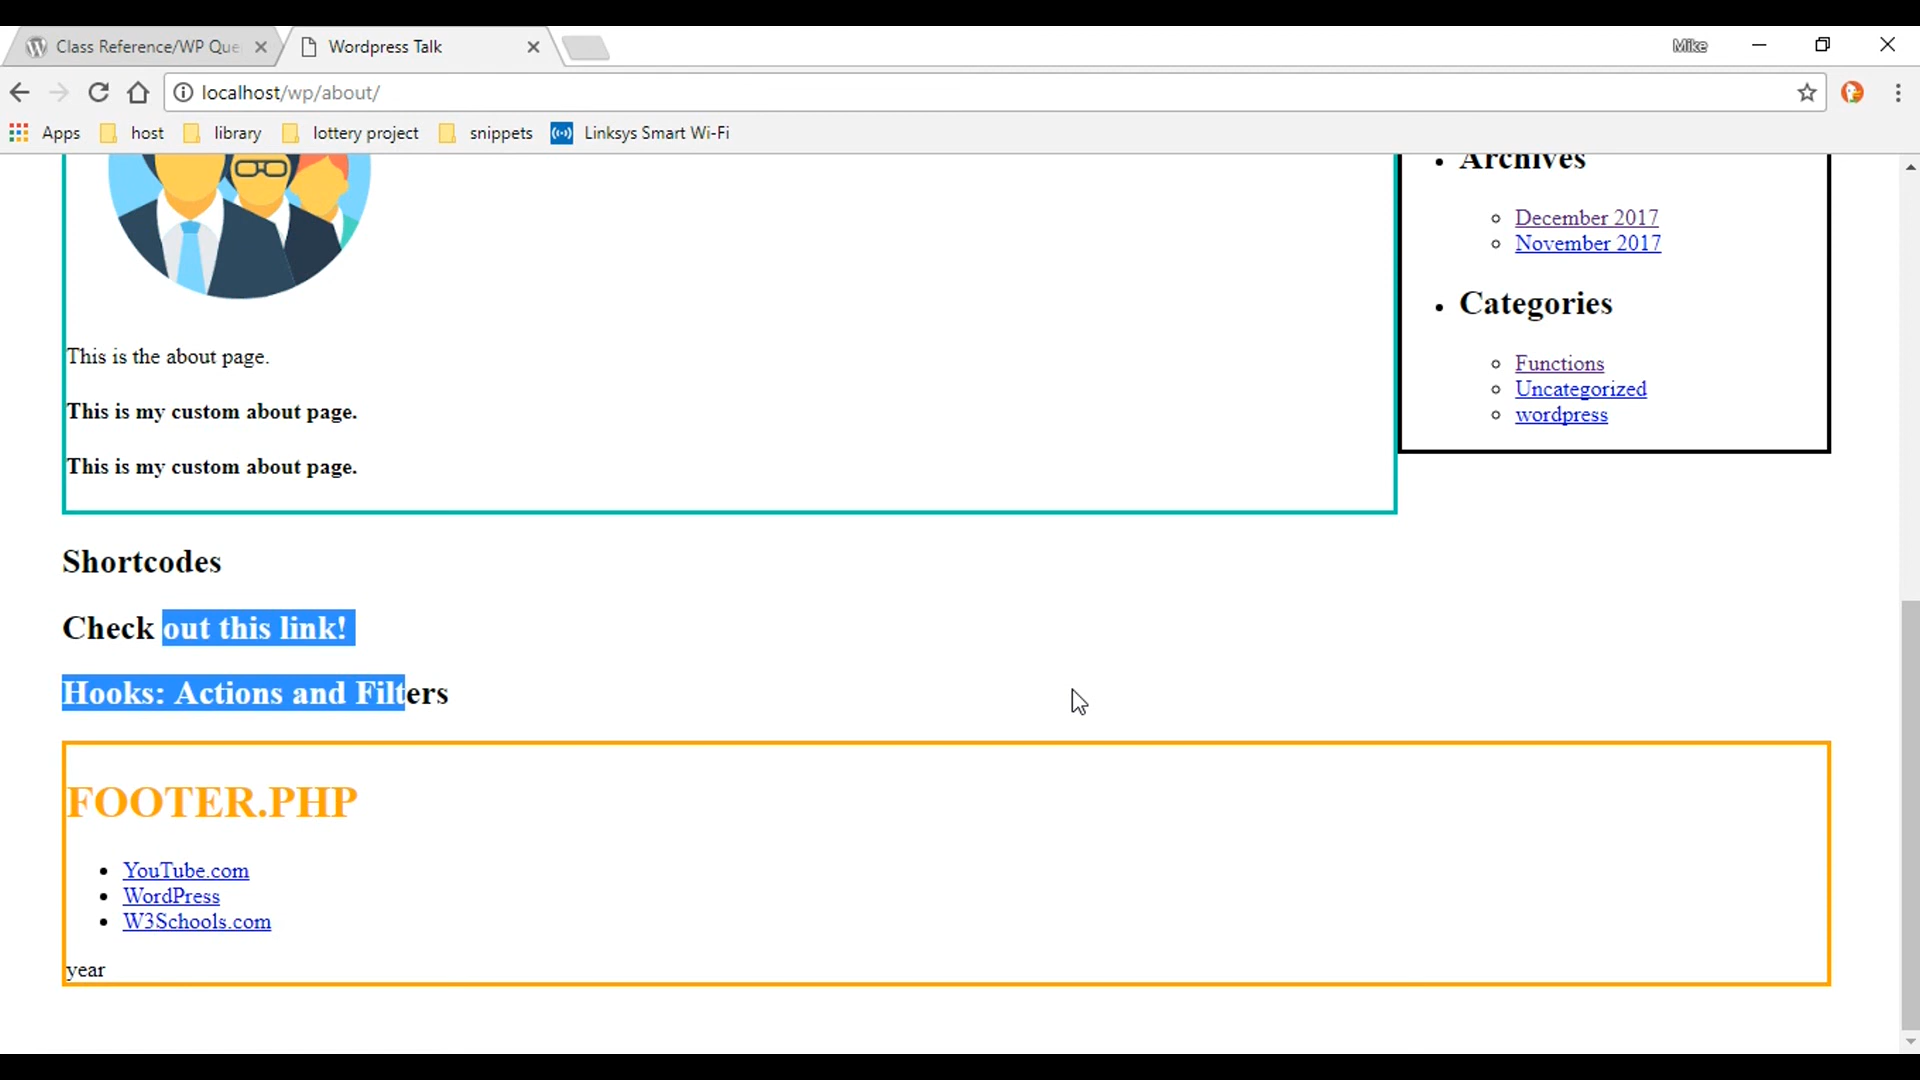 Class Reference/WP Que
Wordpress Talk
Mike
localhost/wp/about/
Apps
host
library
lottery project
snippets
Linksys Smart Wi-Fi
Archives
December 2017
November 2017
Categories
Functions
Uncategorized
wordpress
This is the about page.
This is my custom about page.
This is my custom about page.
Shortcodes
Check out this link!
Hooks: Actions and Filters
FOOTER.PHP
YouTube.com
WordPress
W3Schools.com
year